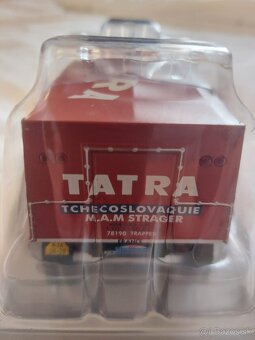 TATRA
TCHECOSLOVAQUIE
M.A.M STRAGER
78190 TRAPPES